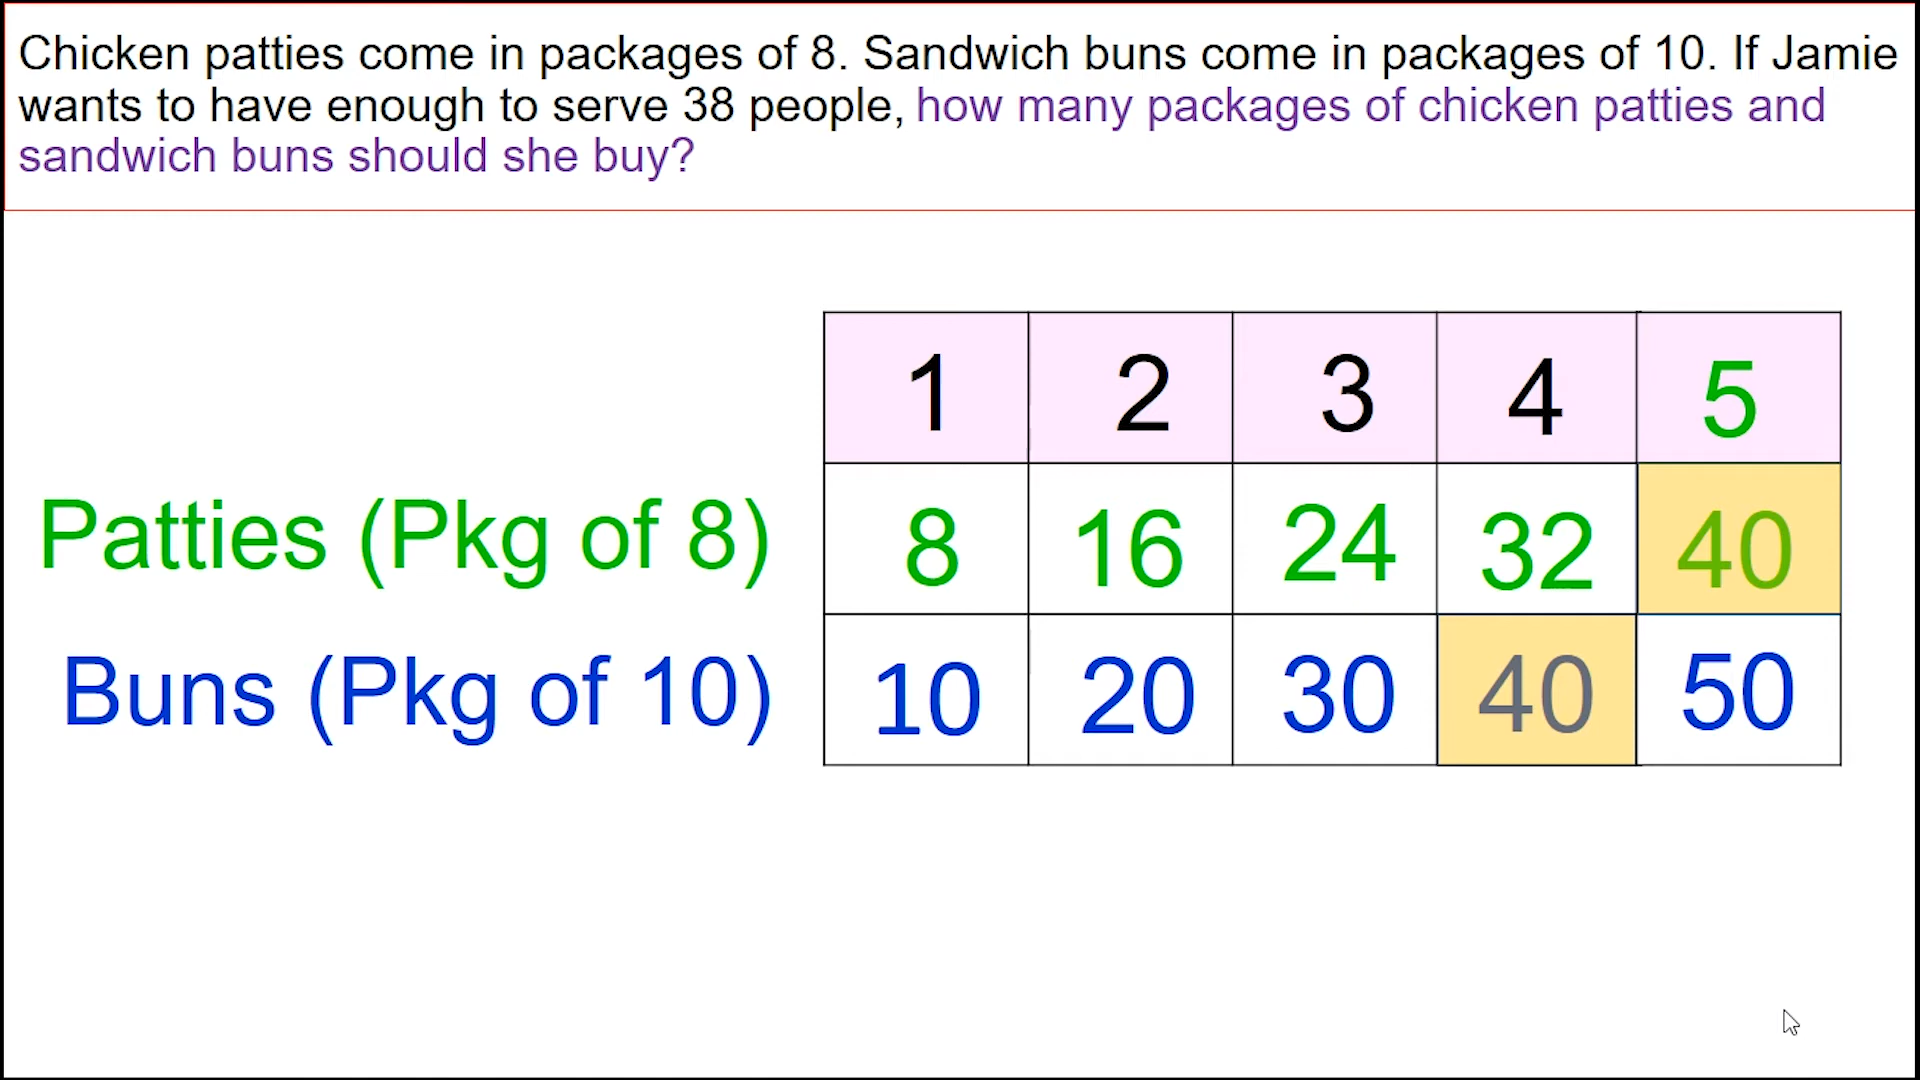 Chicken patties come in packages of 8. Sandwich buns come in packages of 10. If Jamie
wants to have enough to serve 38 people, how many packages of chicken patties and
sandwich buns should she buy?
1 2 3 4 5
Patties (Pkg of 8) 8 16 24 32 40
Buns (Pkg of 10) 10 20 30 40 50